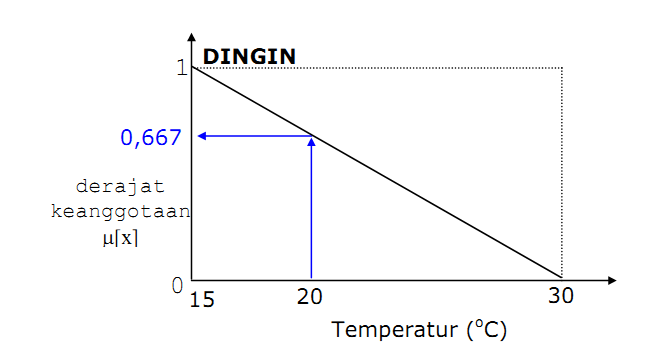 DINGIN
1
0,667
derajat
keanggotaan
μ[x]
0
15
20
30
Temperatur (°C)